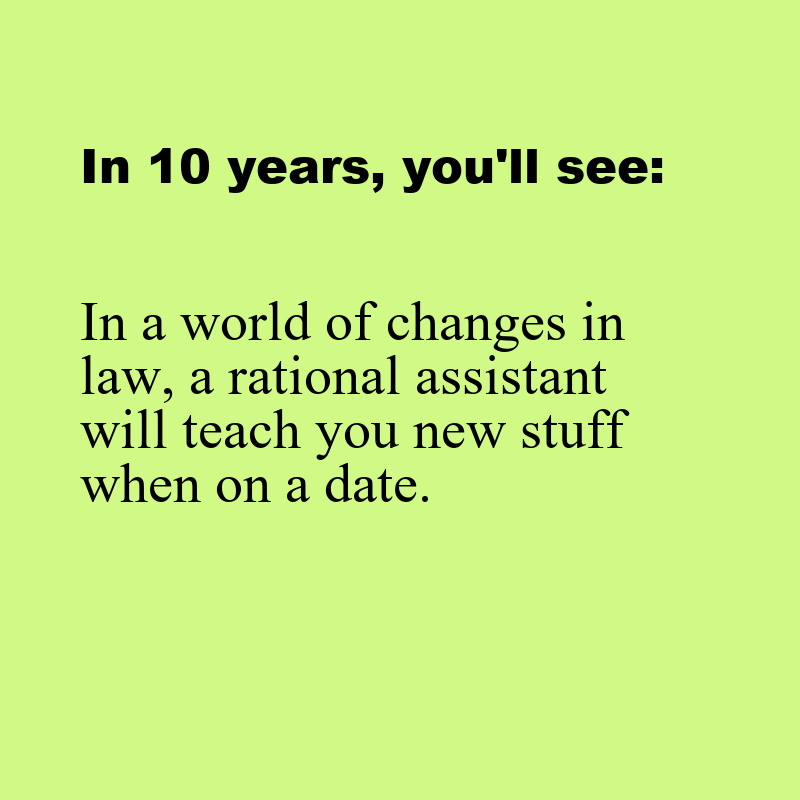 In 10 years, you'll see:
In a world of changes in
law, a rational assistant
will teach you new stuff
when on a date.